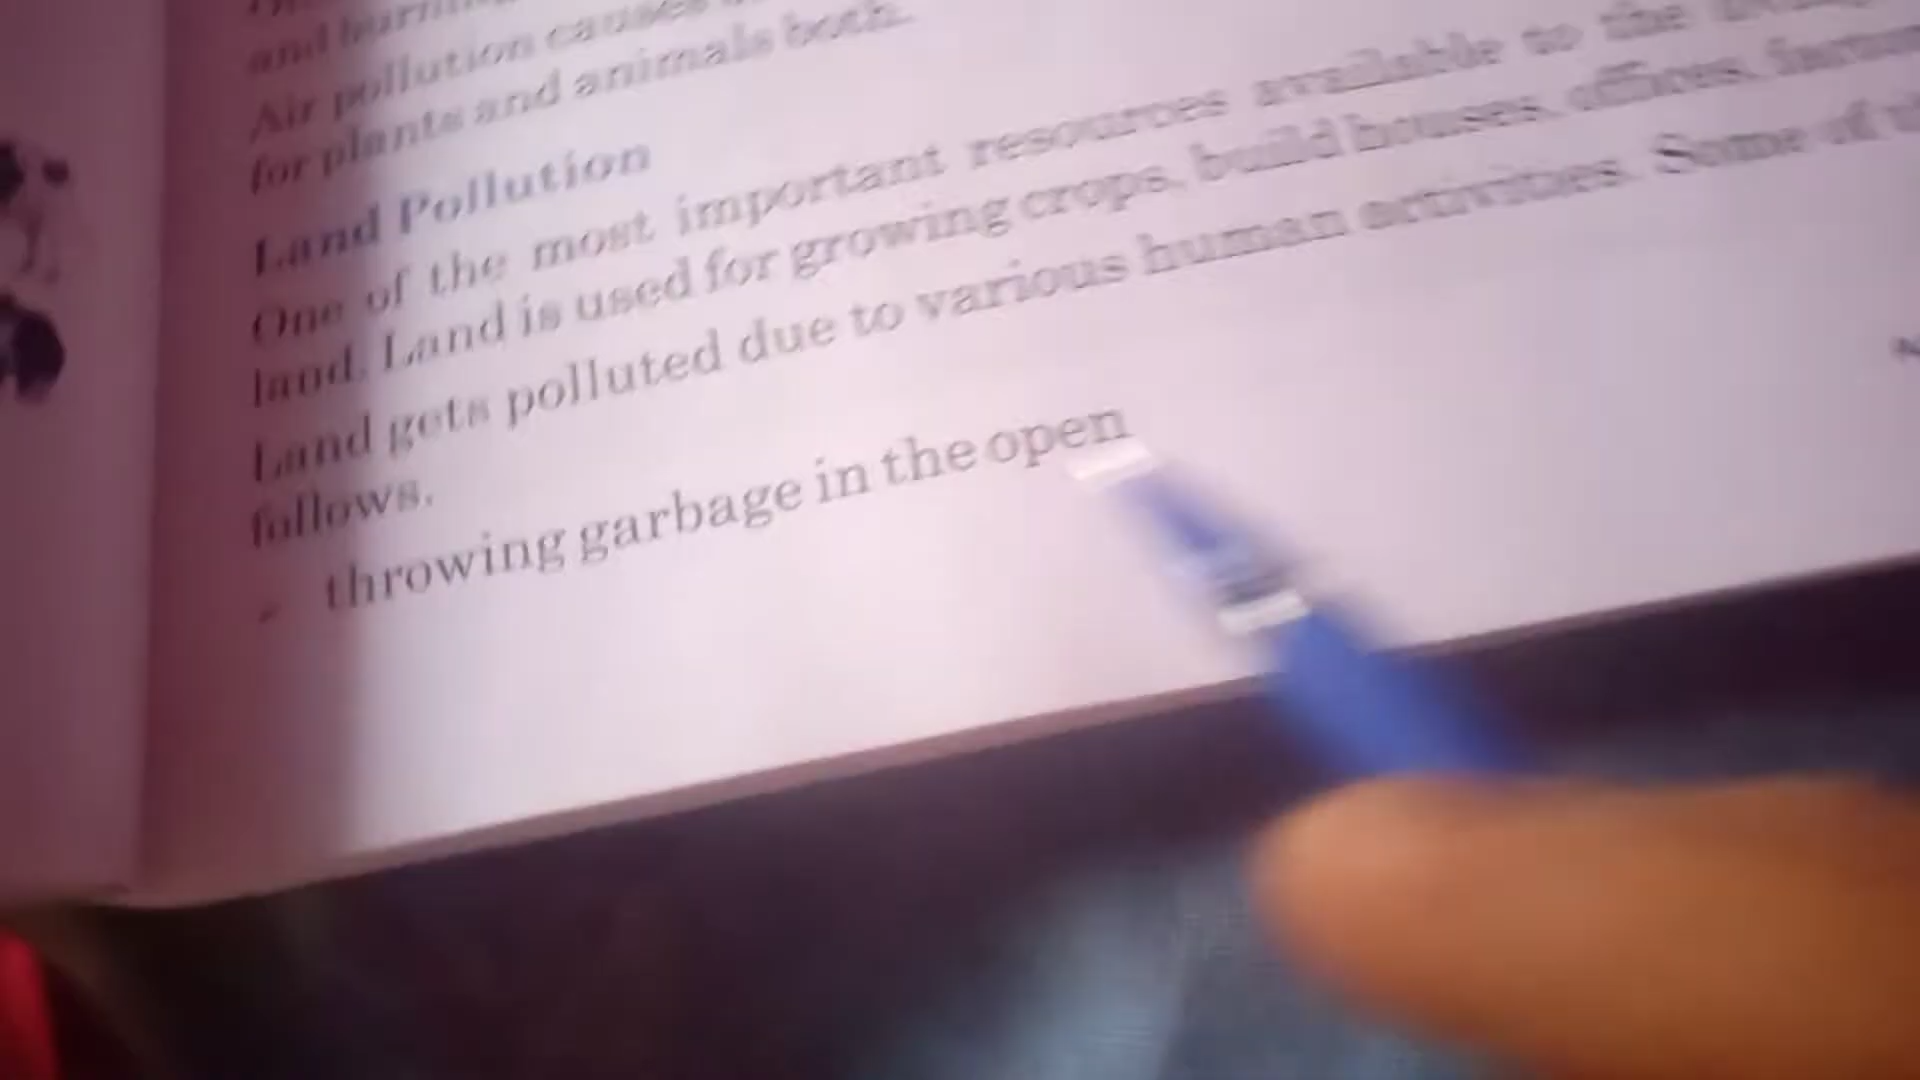 and burning
Air pollution causes
for plants and animals both.
Land Pollution
One of the most important resources available to the
land. Land is used for growing crops, build houses, offices,
Land gets polluted due to various human activities. Some of
follows.
throwing garbage in the open